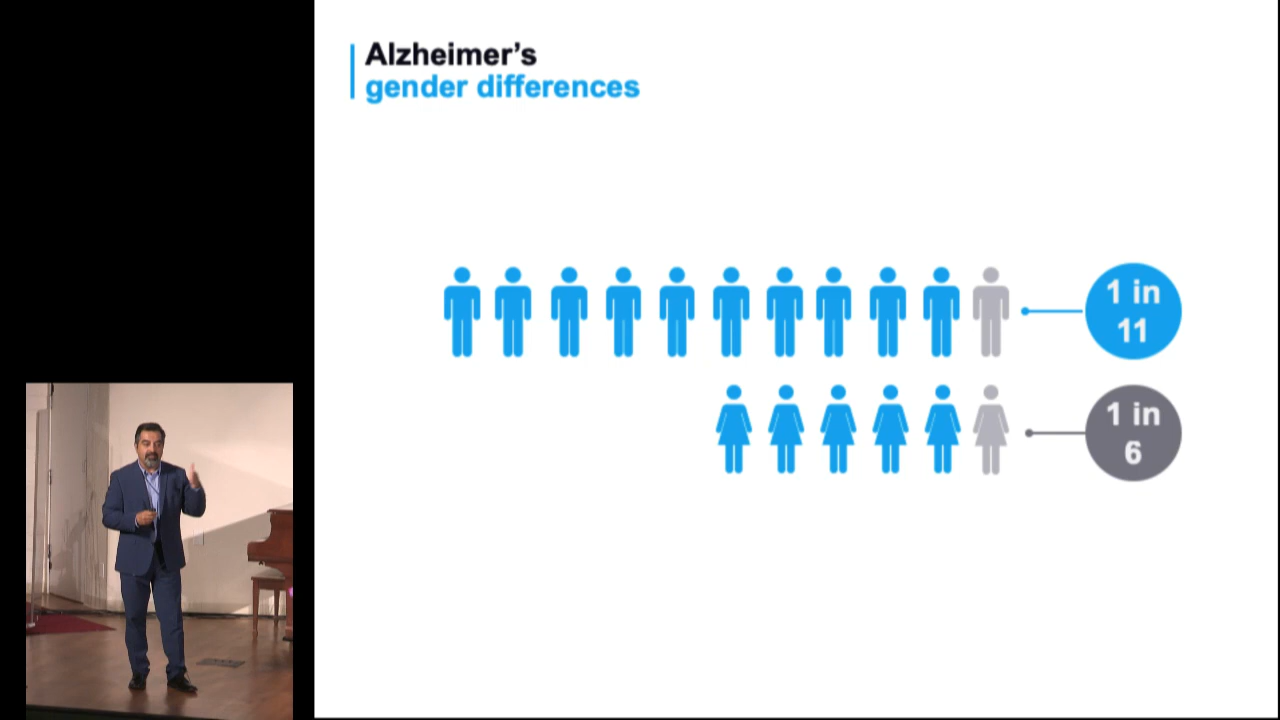 Alzheimer’s
gender differences
1 in
11
1 in
6